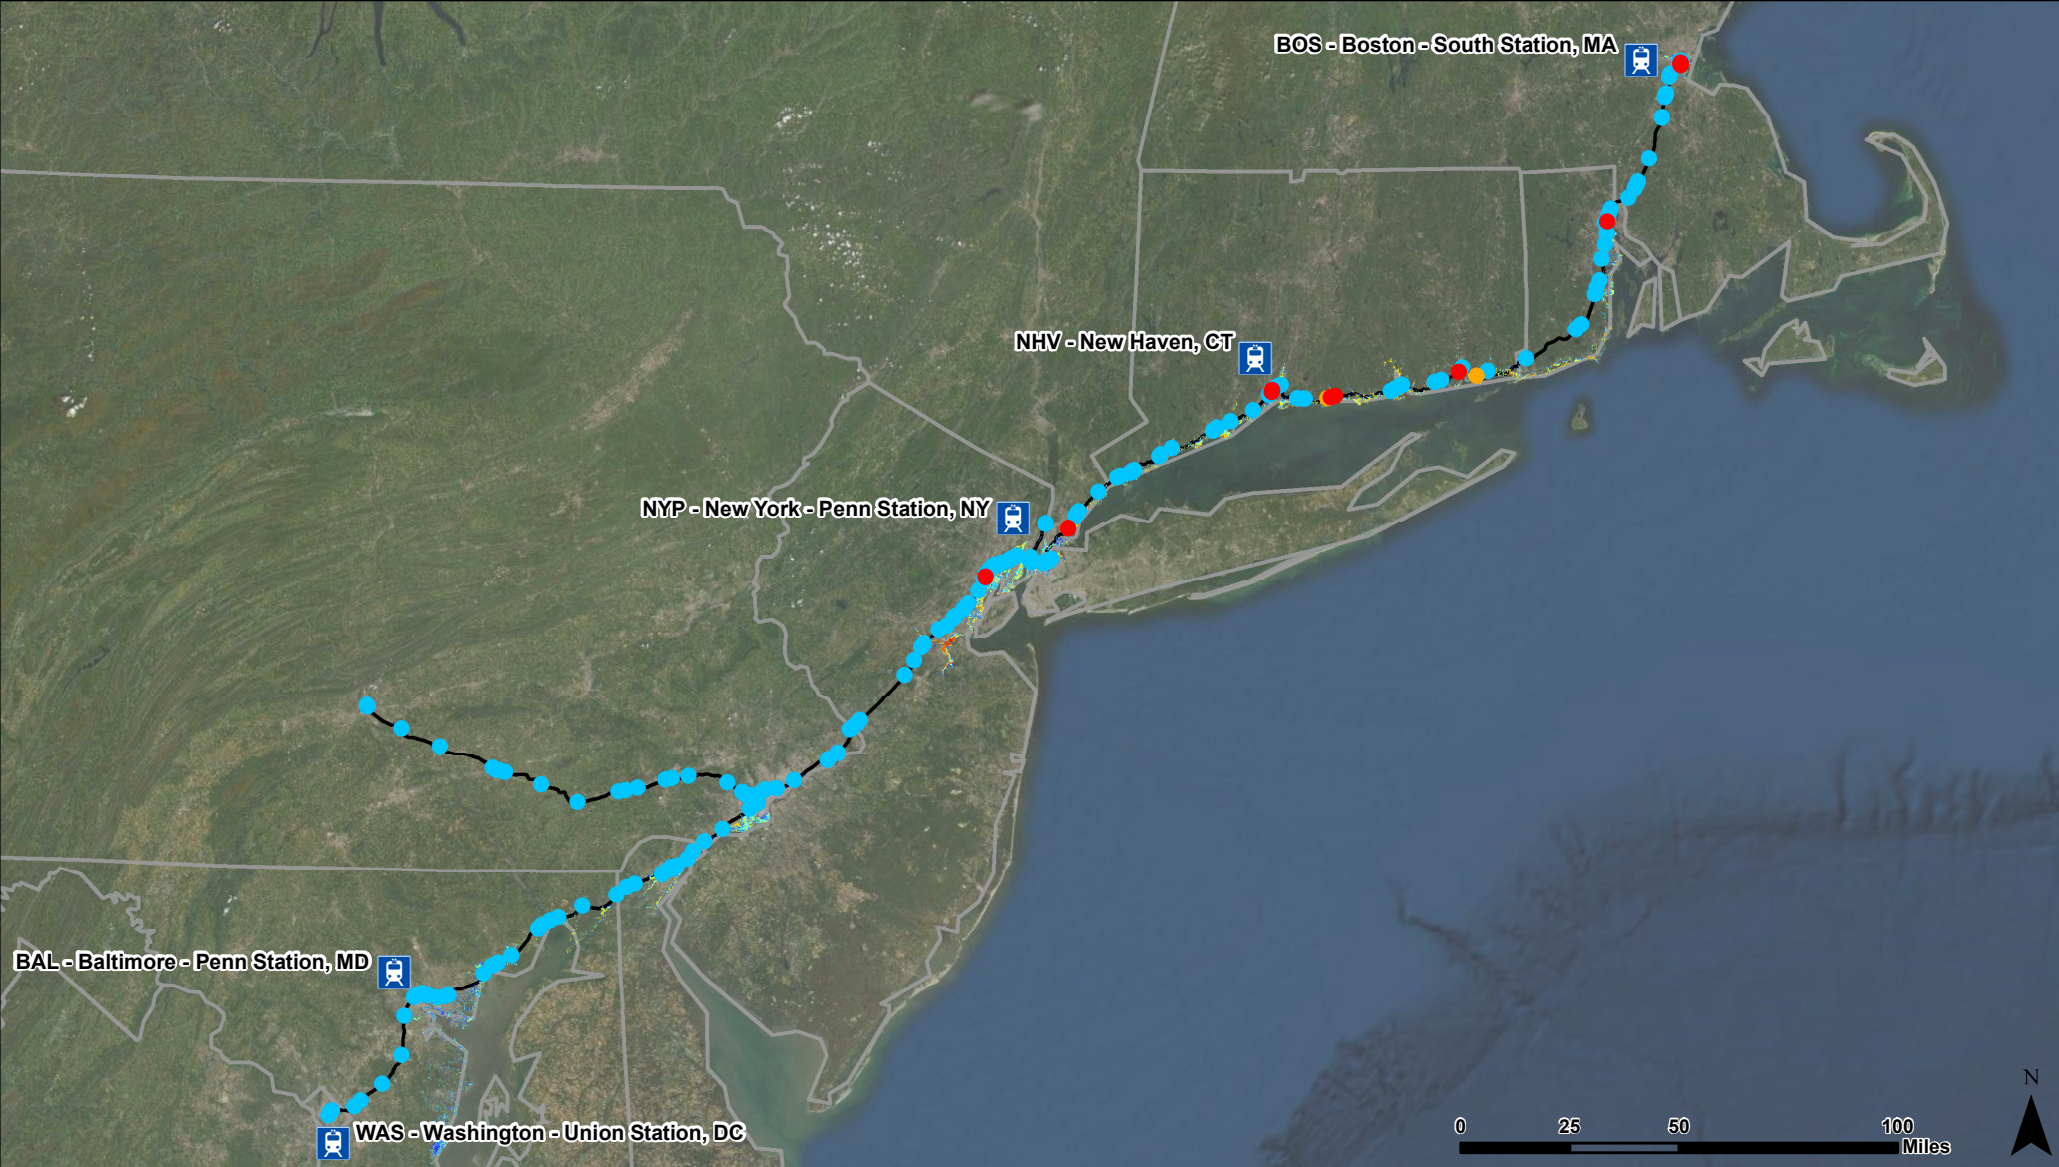 BOS - Boston - South Station, MA
NHV - New Haven, CT
NYP - New York - Penn Station, NY
BAL - Baltimore - Penn Station, MD
WAS - Washington - Union Station, DC
N
0 25 50 100
Miles